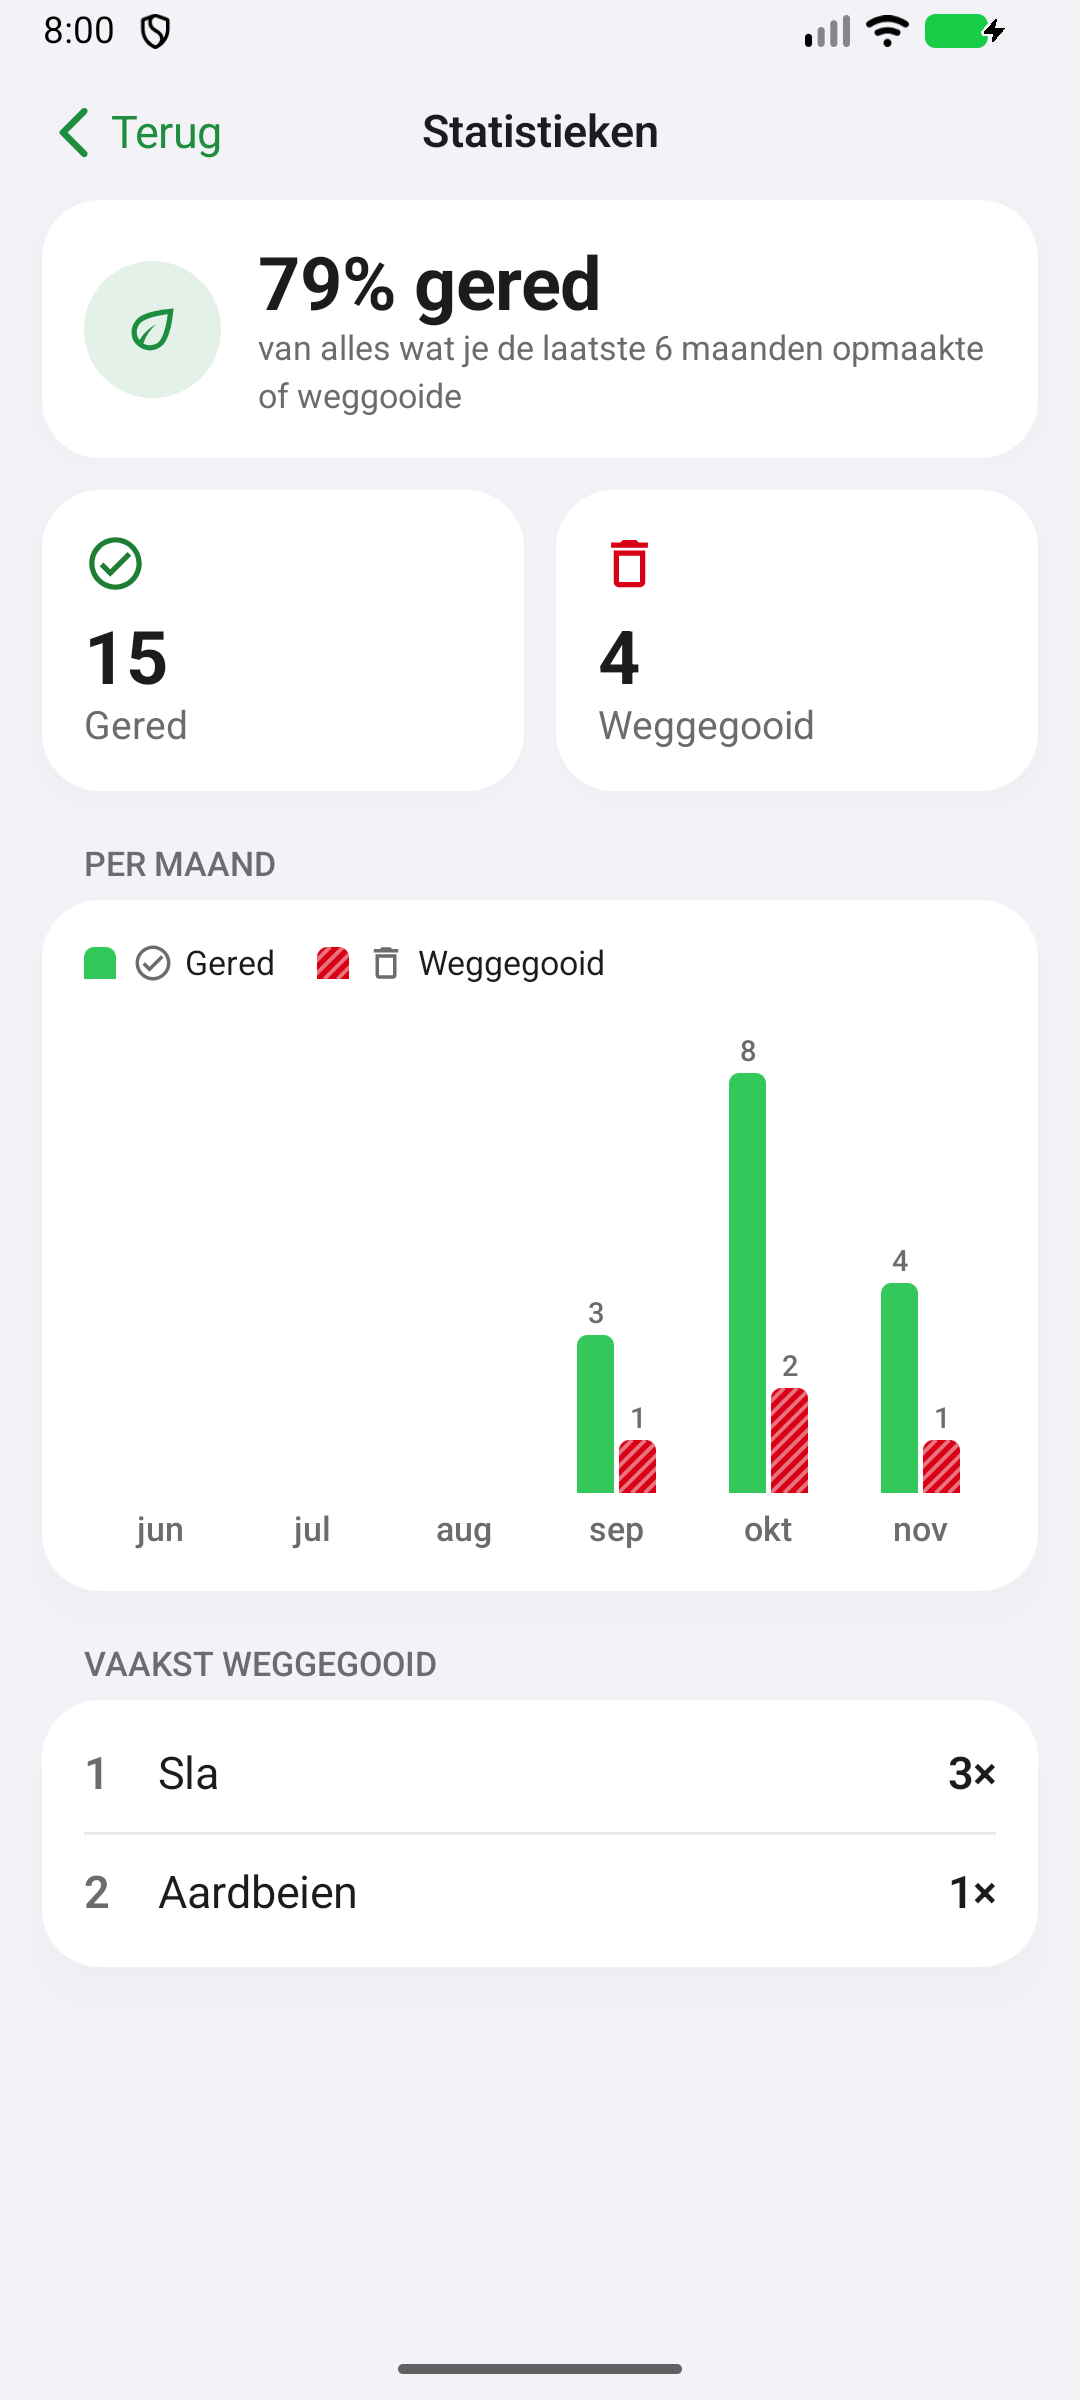 8:00
Terug
Statistieken
79% gered
van alles wat je de laatste 6 maanden opmaakte
of weggooide
15
Gered
4
Weggegooid
PER MAAND
Gered
Weggegooid
8
4
3
2
1
1
jun
jul
aug
sep
okt
nov
VAAKST WEGGEGOOID
1 Sla 3×
2 Aardbeien 1×